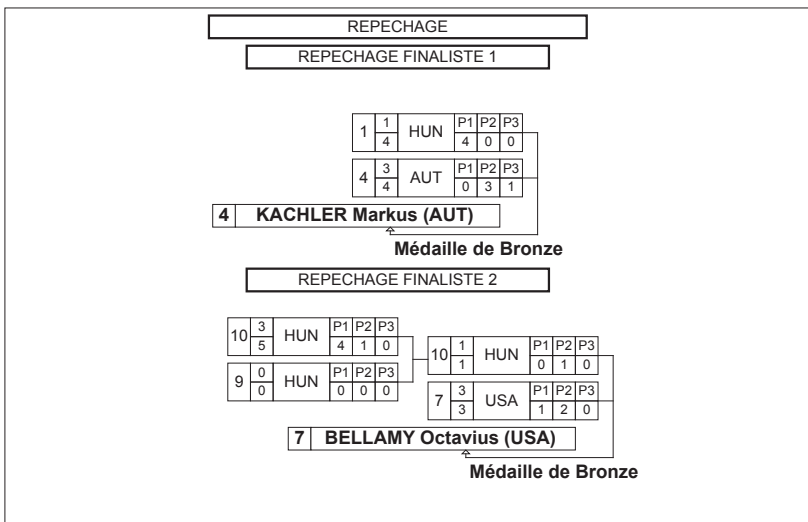 REPECHAGE
REPECHAGE FINALISTE 1
1 1 HUN P1 P2 P3
4 4 0 0
4 3 AUT P1 P2 P3
4 0 3 1
4 KACHLER Markus (AUT)
Médaille de Bronze
REPECHAGE FINALISTE 2
10 3 HUN P1 P2 P3
5 4 1 0
10 1 HUN P1 P2 P3
1 0 1 0
9 0 HUN P1 P2 P3
0 0 0 0
7 3 USA P1 P2 P3
3 1 2 0
7 BELLAMY Octavius (USA)
Médaille de Bronze